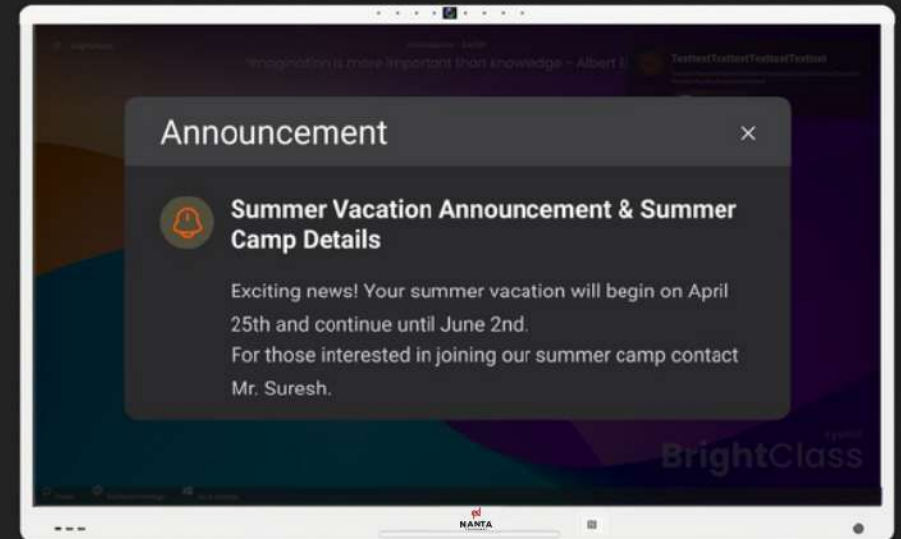 "Imagination is more important than knowledge - Albert
TexttextTexttextTexttextTexttext
Announcement
Summer Vacation Announcement & Summer
Camp Details
Exciting news! Your summer vacation will begin on April
25th and continue until June 2nd.
For those interested in joining our summer camp contact
Mr. Suresh.
BrightClass
NANTA